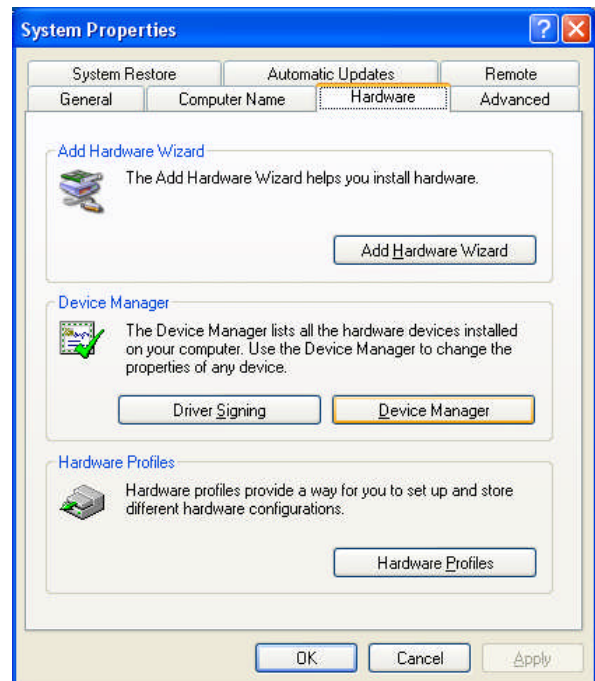 System Properties
System Restore Automatic Updates Remote
General Computer Name Hardware Advanced
Add Hardware Wizard
The Add Hardware Wizard helps you install hardware.
Add Hardware Wizard
Device Manager
The Device Manager lists all the hardware devices installed
on your computer. Use the Device Manager to change the
properties of any device.
Driver Signing Device Manager
Hardware Profiles
Hardware profiles provide a way for you to set up and store
different hardware configurations.
Hardware Profiles
OK Cancel Apply